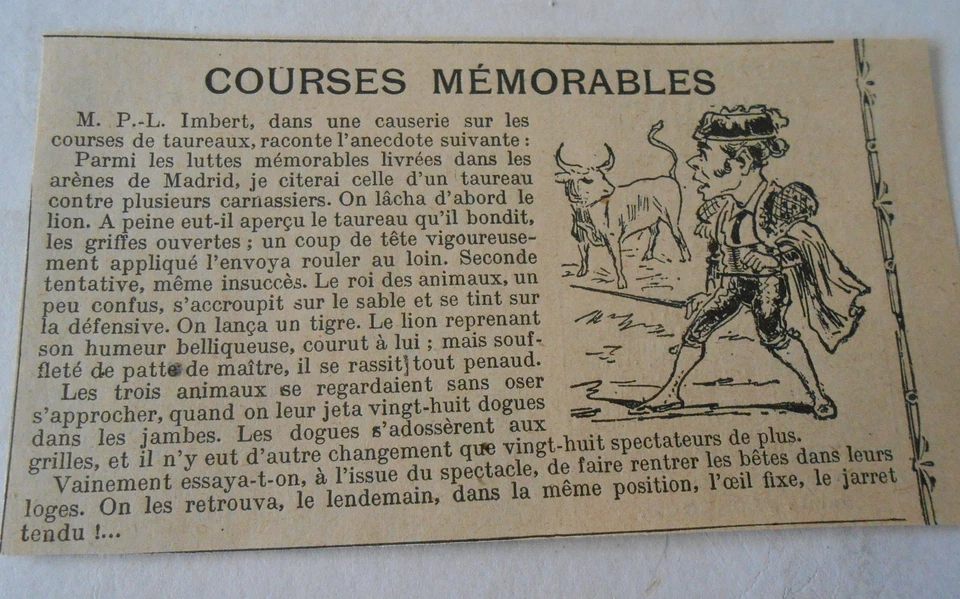 COURSES MÉMORABLES
M. P.-L. Imbert, dans une causerie sur les
courses de taureaux, raconte l'anecdote suivante :
Parmi les luttes mémorables livrées dans les
arènes de Madrid, je citerai celle d'un taureau
contre plusieurs carnassiers. On lâcha d'abord le
lion. A peine eut-il aperçu le taureau qu'il bondit,
les griffes ouvertes ; un coup de tête vigoureuse-
ment appliqué l'envoya rouler au loin. Seconde
tentative, même insuccès. Le roi des animaux, un
peu confus, s'accroupit sur le sable et se tint sur
la défensive. On lança un tigre. Le lion reprenant
son humeur belliqueuse, courut à lui ; mais souf-
fleté de patte de maître, il se rassit tout penaud.
Les trois animaux se regardaient sans oser
s'approcher, quand on leur jeta vingt-huit dogues
dans les jambes. Les dogues s'adossèrent aux
grilles, et il n'y eut d'autre changement que vingt-huit spectateurs de plus.
Vainement essaya-t-on, à l'issue du spectacle, de faire rentrer les bêtes dans leurs
loges. On les retrouva, le lendemain, dans la même position, l'œil fixe, le jarret
tendu !...